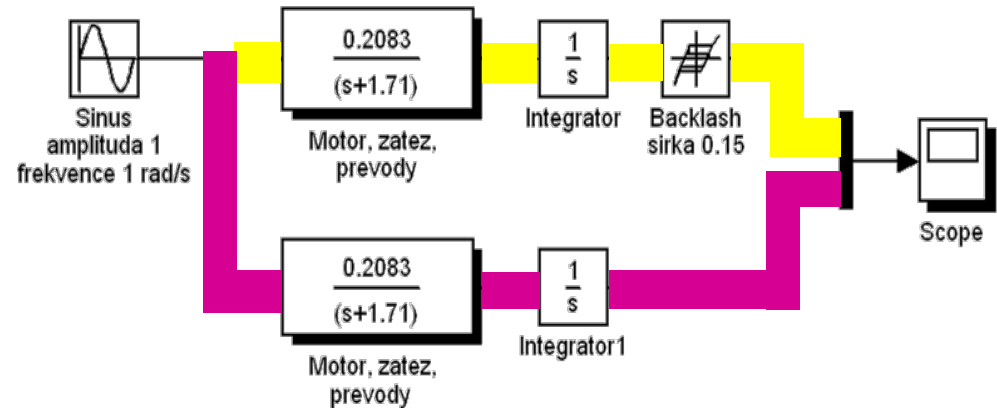 Sinus
amplituda 1
frekvence 1 rad/s
0.2083
(s+1.71)
Motor, zatez,
prevody
1
s
Integrator
Backlash
sirka 0.15
Scope
0.2083
(s+1.71)
Motor, zatez,
prevody
1
s
Integrator1